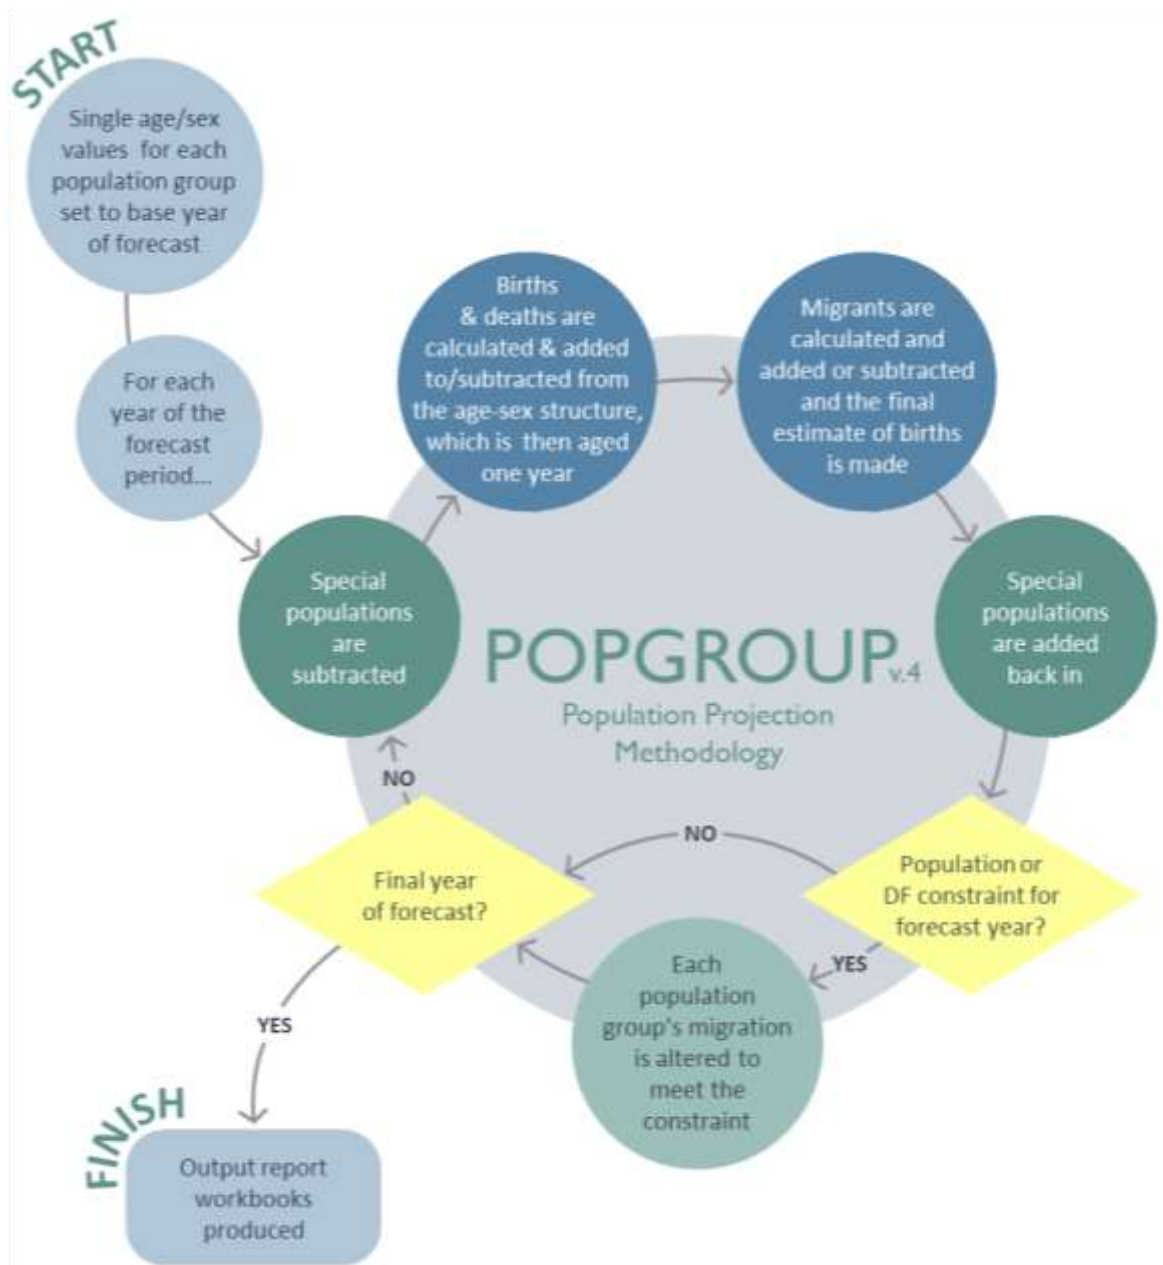 START
Single age/sex
values for each
population group
set to base year
of forecast
For each
year of the
forecast
period...
Special
populations
are
subtracted
Births
& deaths are
calculated & added
to/subtracted from
the age-sex structure,
which is then aged
one year
Migrants are
calculated and
added or subtracted
and the final
estimate of births
is made
Special
populations
are added
back in
POPGROUP v.4
Population Projection
Methodology
Population or
DF constraint for
forecast year?
NO
YES
Each
population
group's migration
is altered to
meet the
constraint
Final year
of forecast?
NO
YES
FINISH
Output report
workbooks
produced